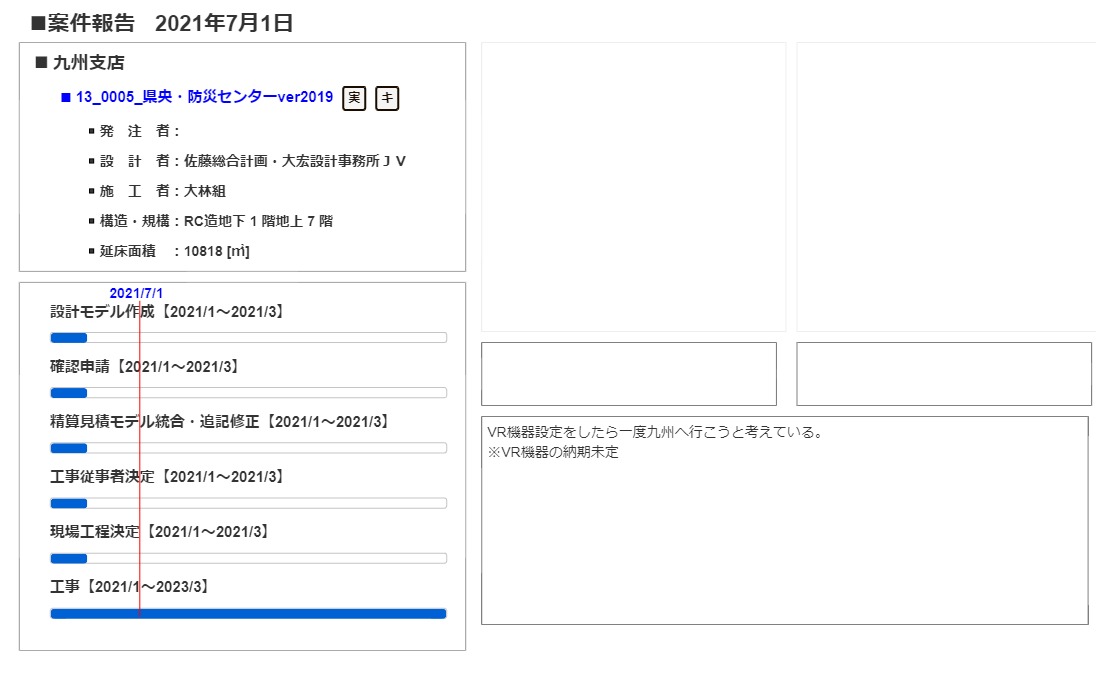 ■案件報告 2021年7月1日
■ 九州支店
■ 13_0005_県央・防災センターver2019 実 キ
▪ 発 注 者：
▪ 設 計 者：佐藤総合計画・大宏設計事務所ＪＶ
▪ 施 工 者：大林組
▪ 構造・規構：RC造地下１階地上７階
▪ 延床面積 ：10818 [㎡]
2021/7/1
設計モデル作成【2021/1～2021/3】
確認申請【2021/1～2021/3】
精算見積モデル統合・追記修正【2021/1～2021/3】
工事従事者決定【2021/1～2021/3】
現場工程決定【2021/1～2021/3】
工事【2021/1～2023/3】
VR機器設定をしたら一度九州へ行こうと考えている。
※VR機器の納期未定